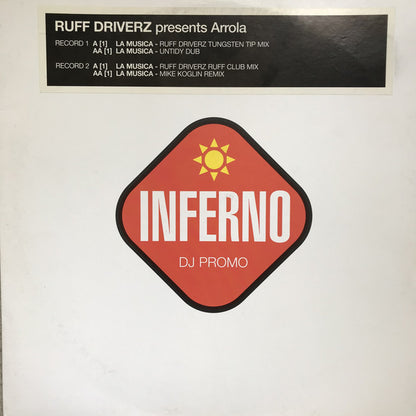 RUFF DRIVERZ presents Arrola
RECORD 1 A [1] LA MUSICA - RUFF DRIVERZ TUNGSTEN TIP MIX
AA [1] LA MUSICA - UNTIDY DUB
RECORD 2 A [1] LA MUSICA - RUFF DRIVERZ RUFF CLUB MIX
AA [1] LA MUSICA - MIKE KOGLIN REMIX
INFERNO
DJ PROMO